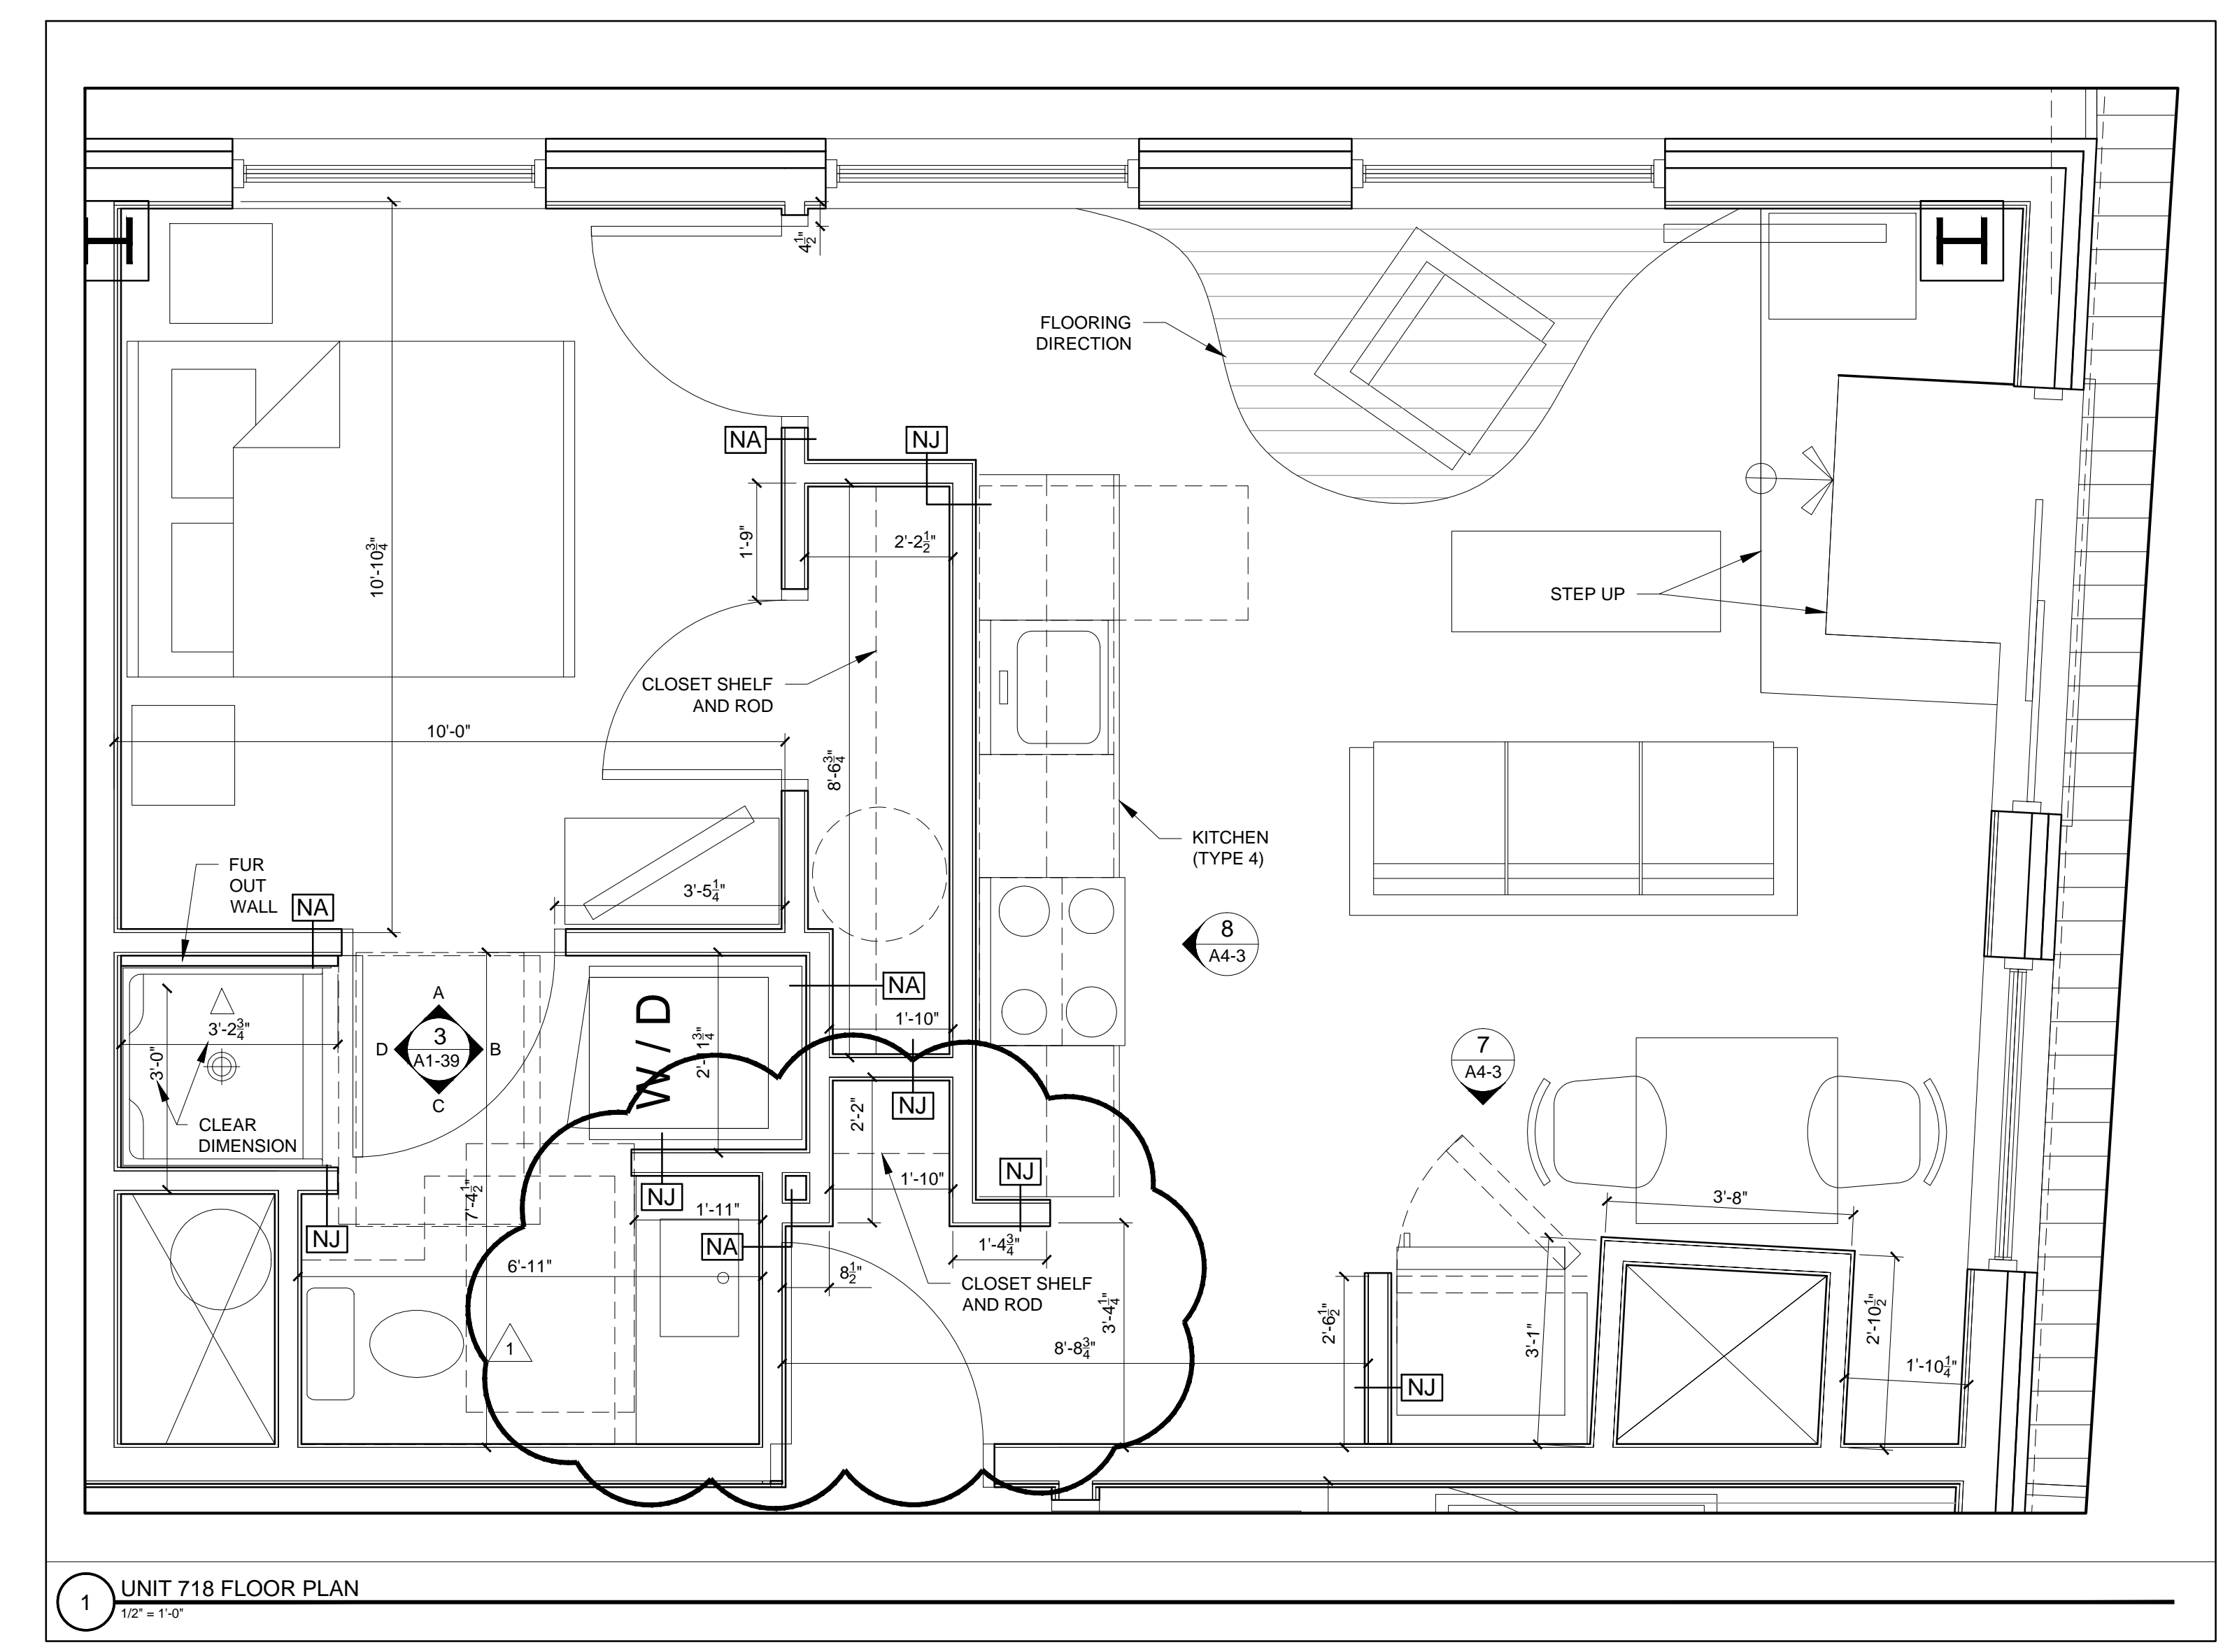 4½"
FLOORING
DIRECTION
NA
NJ
1'-9"
2'-2½"
10'-10¾"
STEP UP
CLOSET SHELF
AND ROD
10'-0"
8'-6¾"
KITCHEN
(TYPE 4)
FUR
OUT
WALL
NA
3'-5¼"
8
A4-3
NA
W/D
1'-10"
A
3'-2¾"
D
3
A1-39
B
C
3'-0"
7
A4-3
2'-2"
NJ
CLEAR
DIMENSION
NJ
1'-10"
NJ
7'-4½"
1'-11"
3'-8"
NJ
NA
1'-4¾"
6'-11"
8½"
CLOSET SHELF
AND ROD
3'-4¼"
2'-6½"
3'-1"
2'-10½"
1
8'-8¾"
1'-10¼"
NJ
1
UNIT 718 FLOOR PLAN
1/2" = 1'-0"